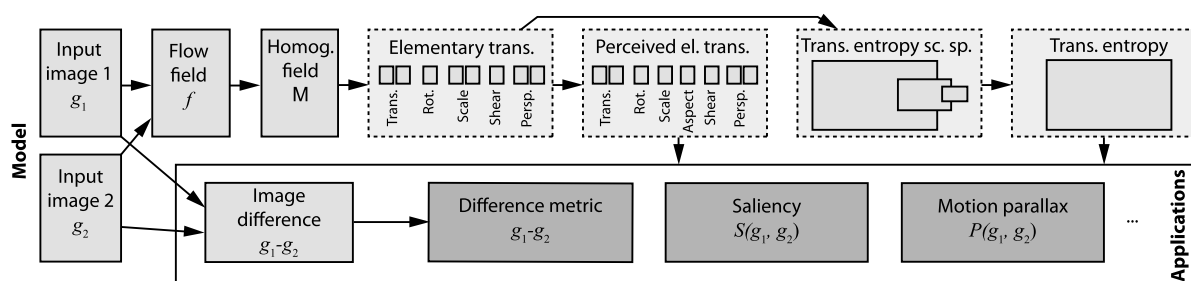 Model
Input
image 1
g₁
Flow
field
f
Homog.
field
M
Elementary trans.
Trans.
Rot.
Scale
Shear
Persp.
Perceived el. trans.
Trans.
Rot.
Scale
Aspect
Shear
Persp.
Trans. entropy sc. sp.
Trans. entropy
Input
image 2
g₂
Image
difference
g₁-g₂
Difference metric
g₁-g₂
Saliency
S(g₁, g₂)
Motion parallax
P(g₁, g₂)
...
Applications